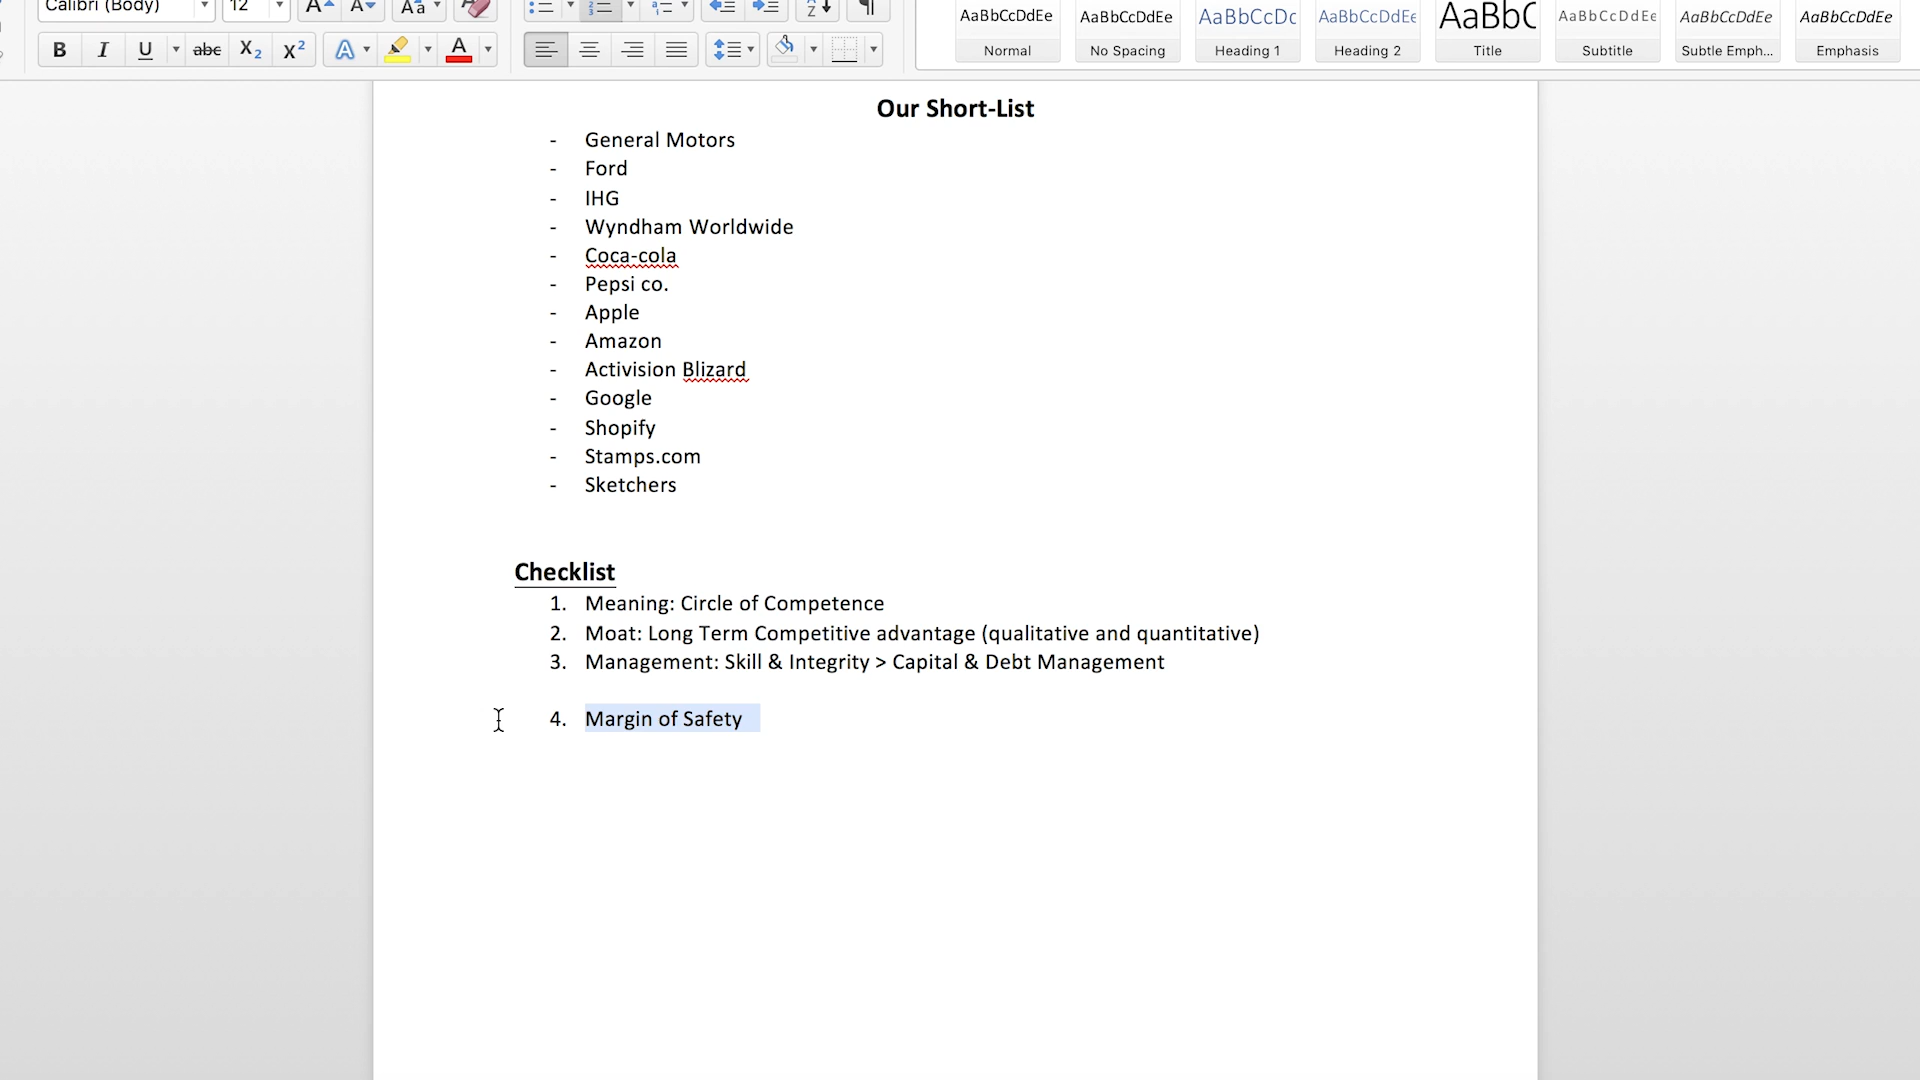 Calibri (Body) 12 A A Aa
B I U abc X2 X2 A A
AaBbCcDdEe AaBbCcDdEe AaBbCcDc AaBbCcDdEe AaBbC AaBbCcDdEe AaBbCcDdEe AaBbCcDdEe
Normal No Spacing Heading 1 Heading 2 Title Subtitle Subtle Emph... Emphasis
Our Short-List
- General Motors
- Ford
- IHG
- Wyndham Worldwide
- Coca-cola
- Pepsi co.
- Apple
- Amazon
- Activision Blizard
- Google
- Shopify
- Stamps.com
- Sketchers
Checklist
1. Meaning: Circle of Competence
2. Moat: Long Term Competitive advantage (qualitative and quantitative)
3. Management: Skill & Integrity > Capital & Debt Management
4. Margin of Safety